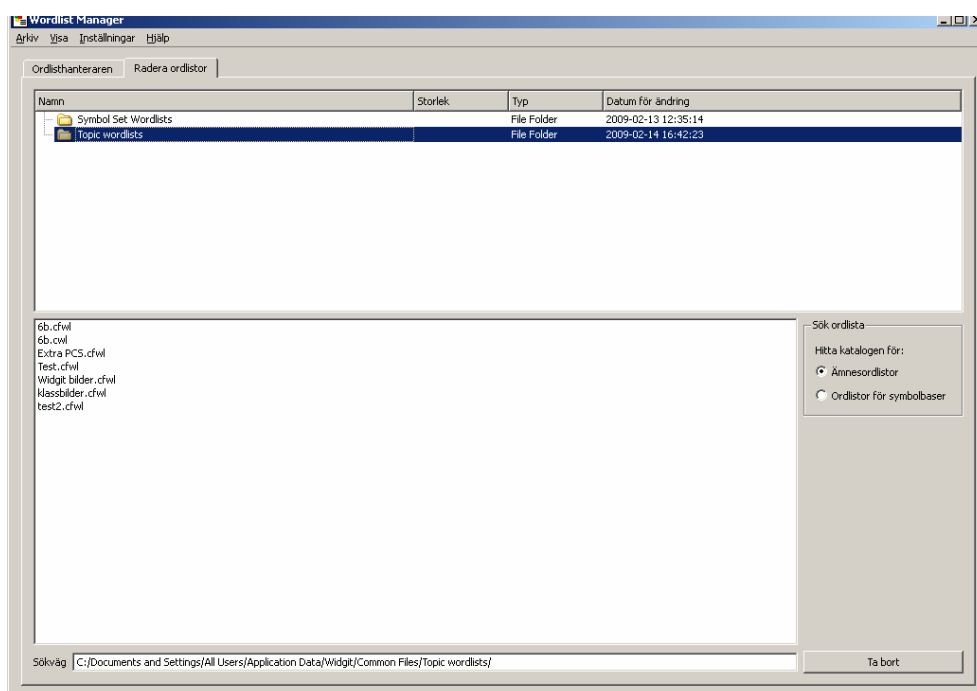 Wordlist Manager
Arkiv Visa Inställningar Hjälp
Ordlisthanteraren Radera ordlistor
Namn Storlek Typ Datum för ändring
Symbol Set Wordlists File Folder 2009-02-13 12:35:14
Topic wordlists File Folder 2009-02-14 16:42:23
6b.cfwl
6b.cwl
Extra PCS.cfwl
Test.cfwl
Widgit bilder.cfwl
klassbilder.cfwl
test2.cfwl
Sök ordlista
Hitta katalogen för:
Ämnesordlistor
Ordlistor för symbolbaser
Sökväg C:/Documents and Settings/All Users/Application Data/Widgit/Common Files/Topic wordlists/
Ta bort